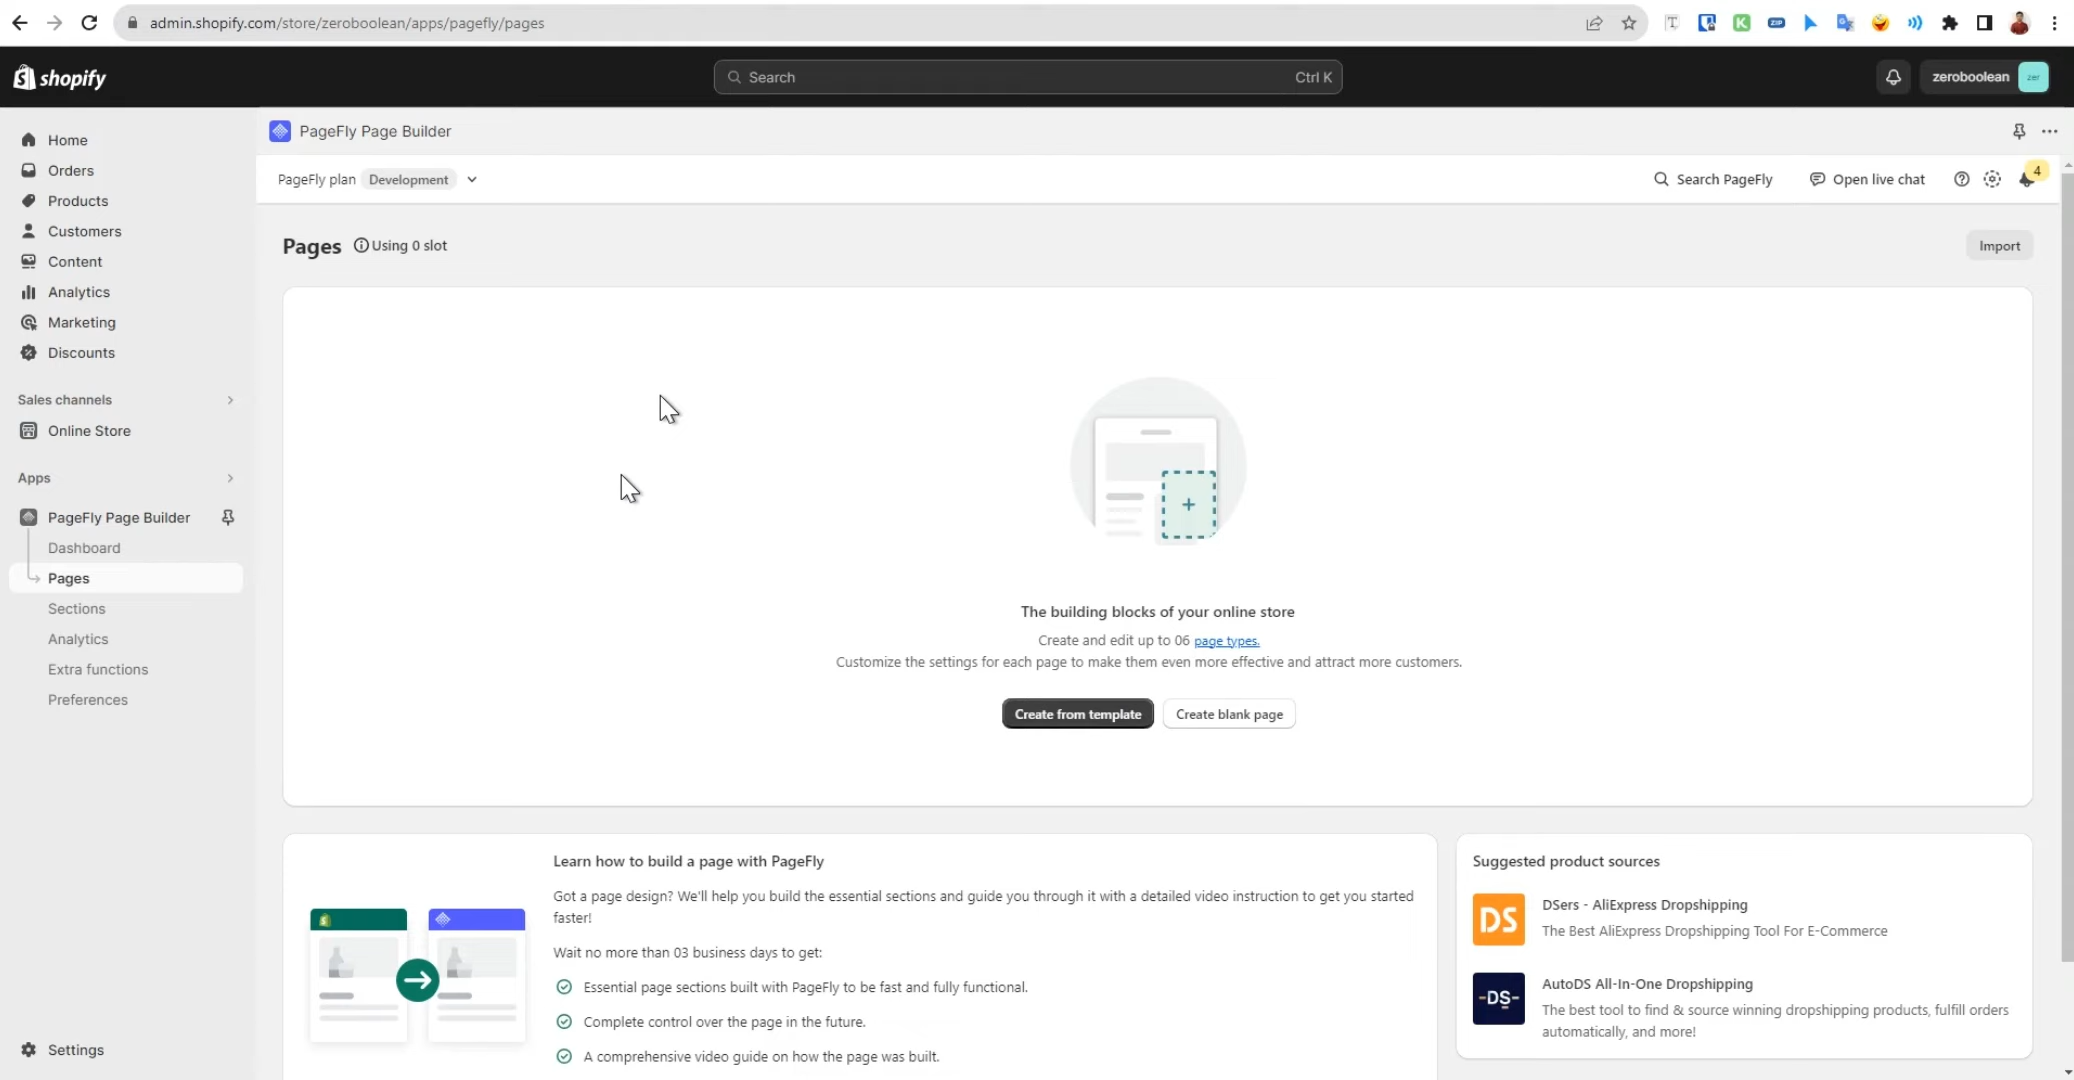 admin.shopify.com/store/zeroboolean/apps/pagefly/pages
shopify
Search
Ctrl K
zeroboolean
zer
Home
Orders
Products
Customers
Content
Analytics
Marketing
Discounts
Sales channels
Online Store
Apps
PageFly Page Builder
Dashboard
Pages
Sections
Analytics
Extra functions
Preferences
Settings
PageFly Page Builder
PageFly plan Development
Search PageFly
Open live chat
4
Pages Using 0 slot
Import
The building blocks of your online store
Create and edit up to 06 page types.
Customize the settings for each page to make them even more effective and attract more customers.
Create from template
Create blank page
Learn how to build a page with PageFly
Got a page design? We'll help you build the essential sections and guide you through it with a detailed video instruction to get you started
faster!
Wait no more than 03 business days to get:
Essential page sections built with PageFly to be fast and fully functional.
Complete control over the page in the future.
A comprehensive video guide on how the page was built.
Suggested product sources
DS
DSers - AliExpress Dropshipping
The Best AliExpress Dropshipping Tool For E-Commerce
-DS-
AutoDS All-In-One Dropshipping
The best tool to find & source winning dropshipping products, fulfill orders
automatically, and more!